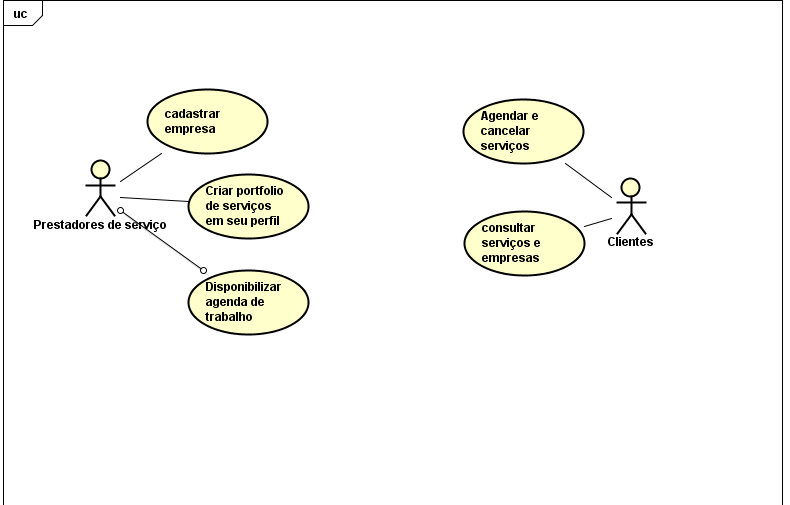 uc
cadastrar
empresa
Criar portfolio
de serviços
em seu perfil
Prestadores de serviço
Disponibilizar
agenda de
trabalho
Agendar e
cancelar
serviços
consultar
serviços e
empresas
Clientes